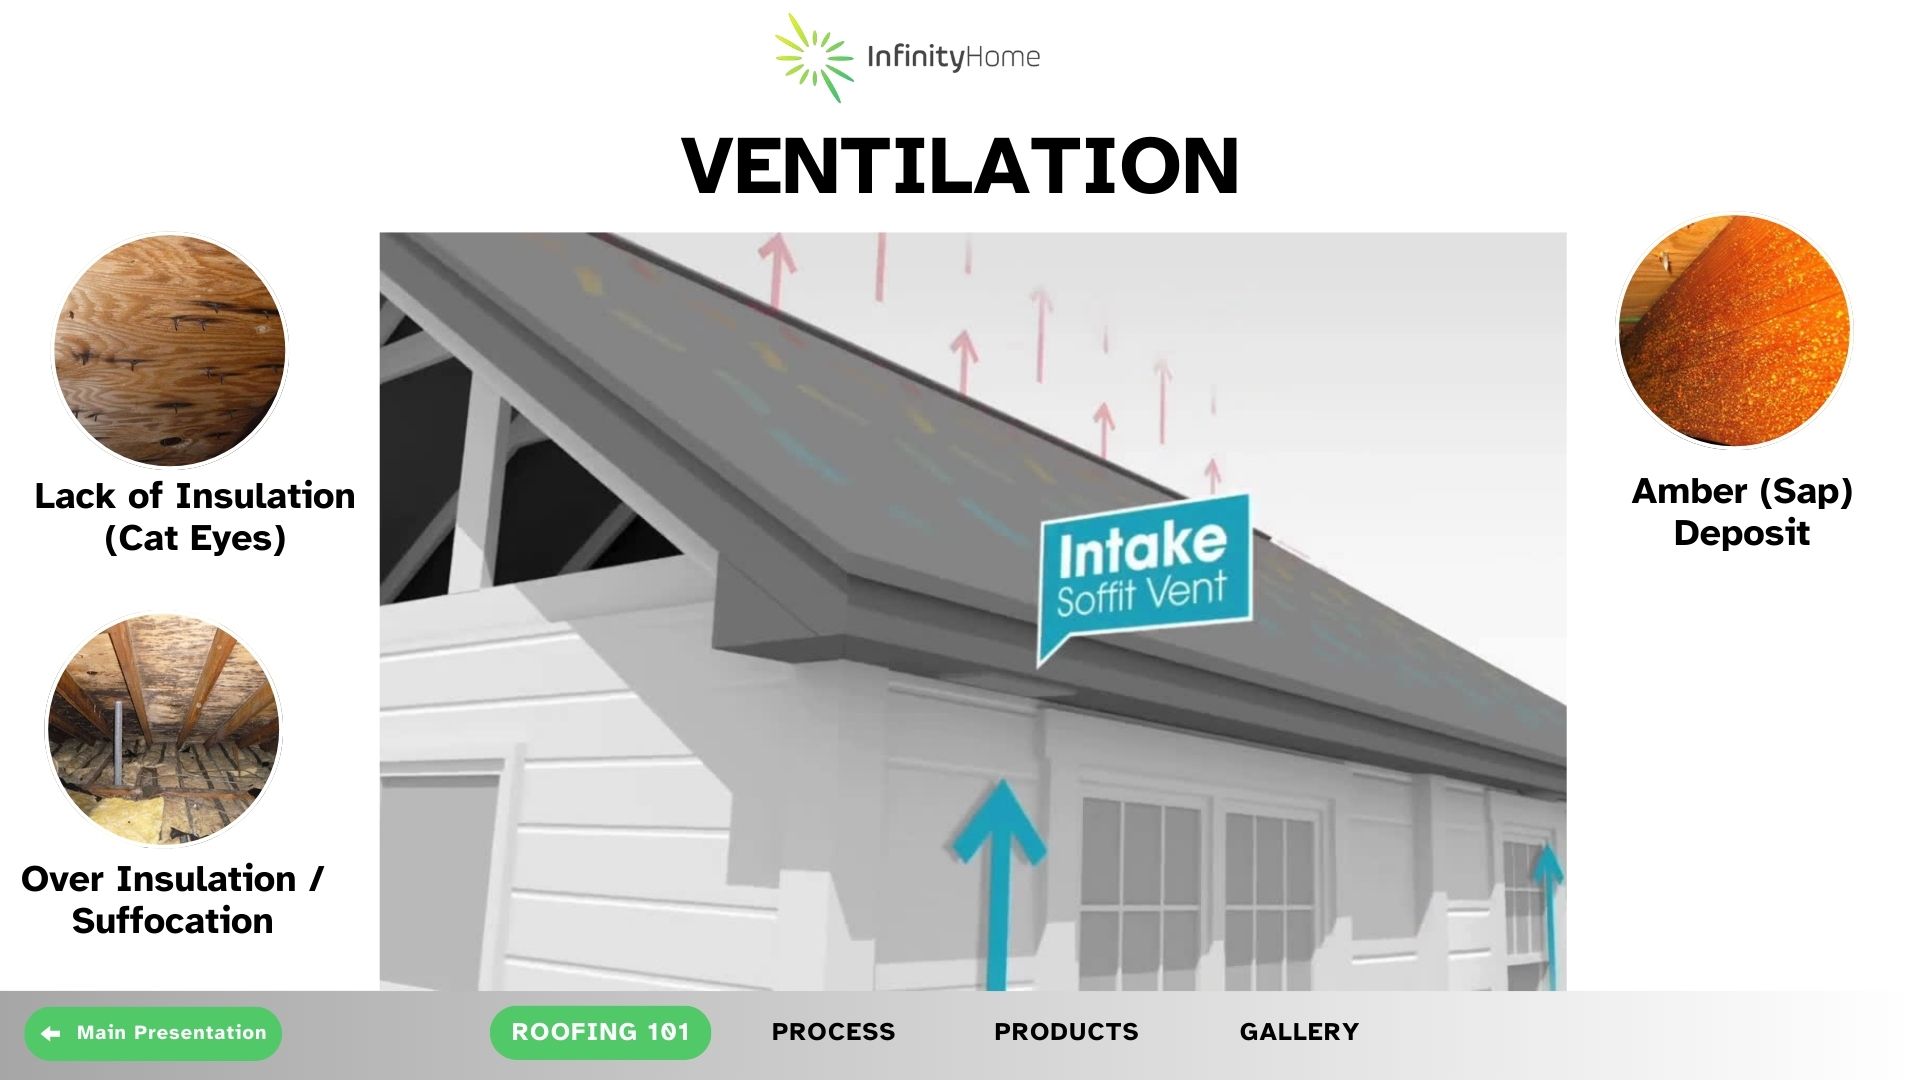 InfinityHome
VENTILATION
Lack of Insulation
(Cat Eyes)
Over Insulation /
Suffocation
Intake
Soffit Vent
Amber (Sap)
Deposit
Main Presentation
ROOFING 101
PROCESS
PRODUCTS
GALLERY